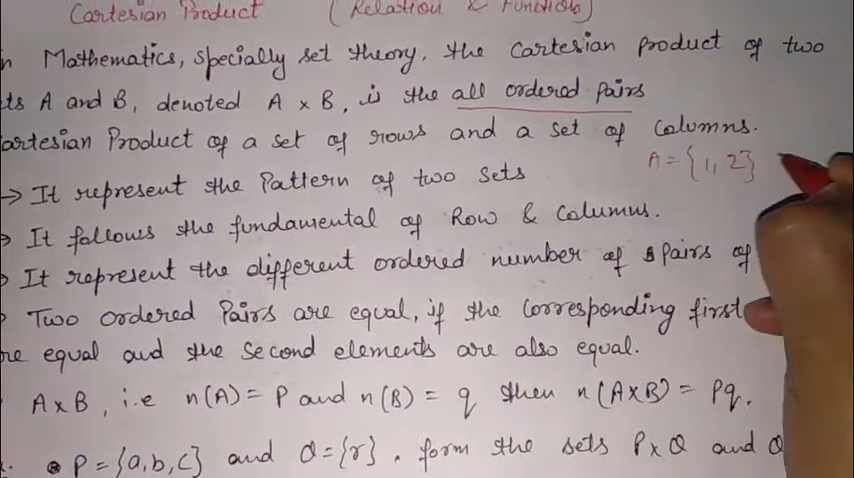 Cartesian Product (Relation & Function)
n Mathematics, specially set theory, the Cartesian product of two
ts A and B, denoted A x B, is the all ordered pairs
artesian Product of a set of rows and a set of columns.
A = {1, 2}
→ It represent the Pattern of two sets
It follows the fundamental of Row & Columns.
It represent the different ordered number of pairs of
Two ordered Pairs are equal, if the corresponding first
re equal and the second elements are also equal.
A x B, i.e n(A) = P and n(B) = q then n(A x B) = Pq.
P = {a, b, c} and Q = {r}. form the sets P x Q and Q